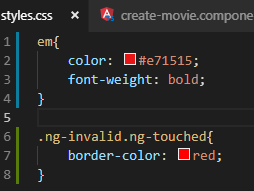 styles.css create-movie.compone
1 em{
2 color: #e71515;
3 font-weight: bold;
4 }
5
6 .ng-invalid.ng-touched{
7 border-color: red;
8 }